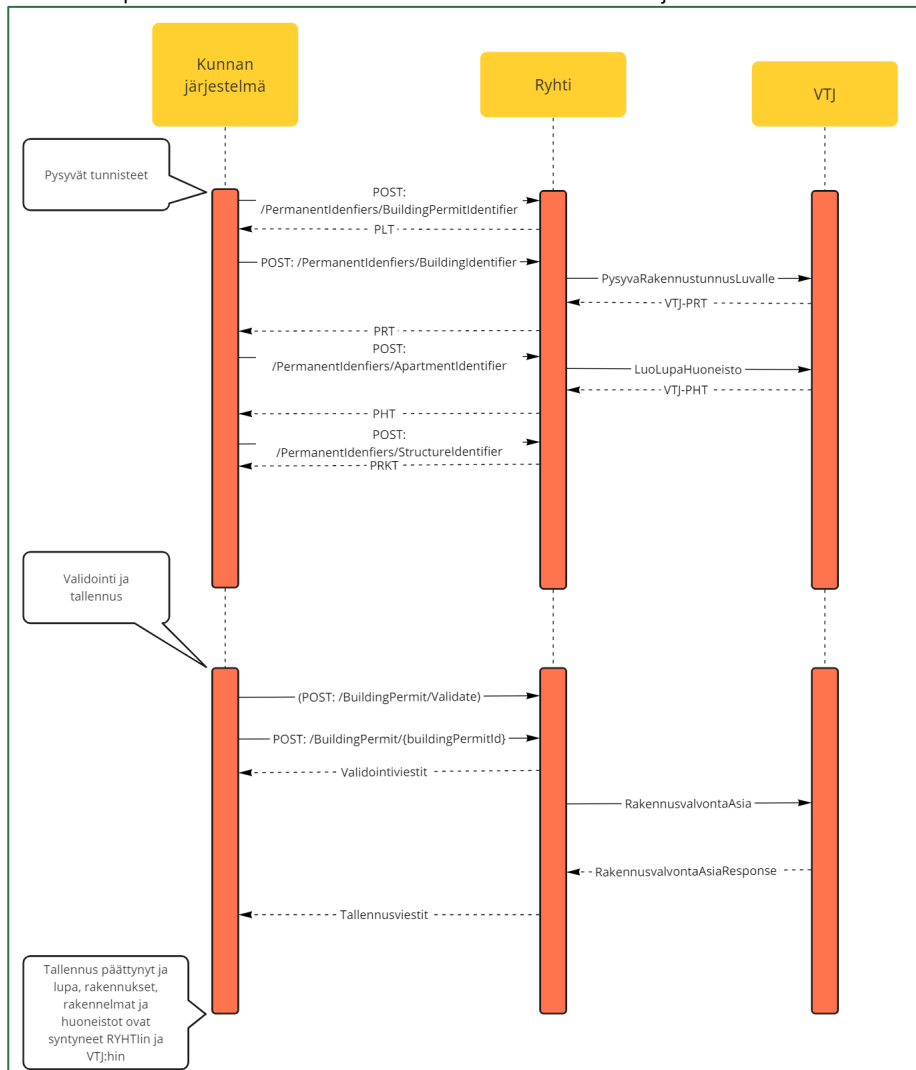 Kunnan
järjestelmä
Ryhti
VTJ
Pysyvät tunnisteet
POST:
/PermanentIdenfiers/BuildingPermitIdentifier
PLT
POST: /PermanentIdenfiers/BuildingIdentifier
PysyvaRakennustunnusLuvalle
VTJ-PRT
PRT
POST:
/PermanentIdenfiers/ApartmentIdentifier
LuoLupaHuoneisto
VTJ-PHT
PHT
POST:
/PermanentIdenfiers/StructureIdentifier
PRKT
Validointi ja
tallennus
(POST: /BuildingPermit/Validate)
POST: /BuildingPermit/{buildingPermitId}
Validointiviestit
RakennusvalvontaAsia
RakennusvalvontaAsiaResponse
Tallennusviestit
Tallennus päättynyt ja
lupa, rakennukset,
rakennelmat ja
huoneistot ovat
syntyneet RYHTIin ja
VTJ:hin